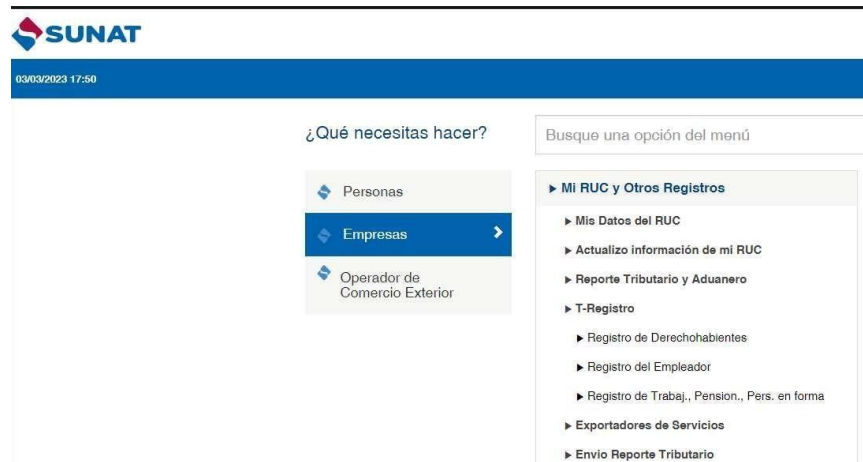 SUNAT
03/03/2023 17:50
¿Qué necesitas hacer?
Busque una opción del menú
Personas
Empresas
Operador de
Comercio Exterior
Mi RUC y Otros Registros
Mis Datos del RUC
Actualizo información de mi RUC
Reporte Tributario y Aduanero
T-Registro
Registro de Derechohabientes
Registro del Empleador
Registro de Trabaj., Pension., Pers. en forma
Exportadores de Servicios
Envio Reporte Tributario